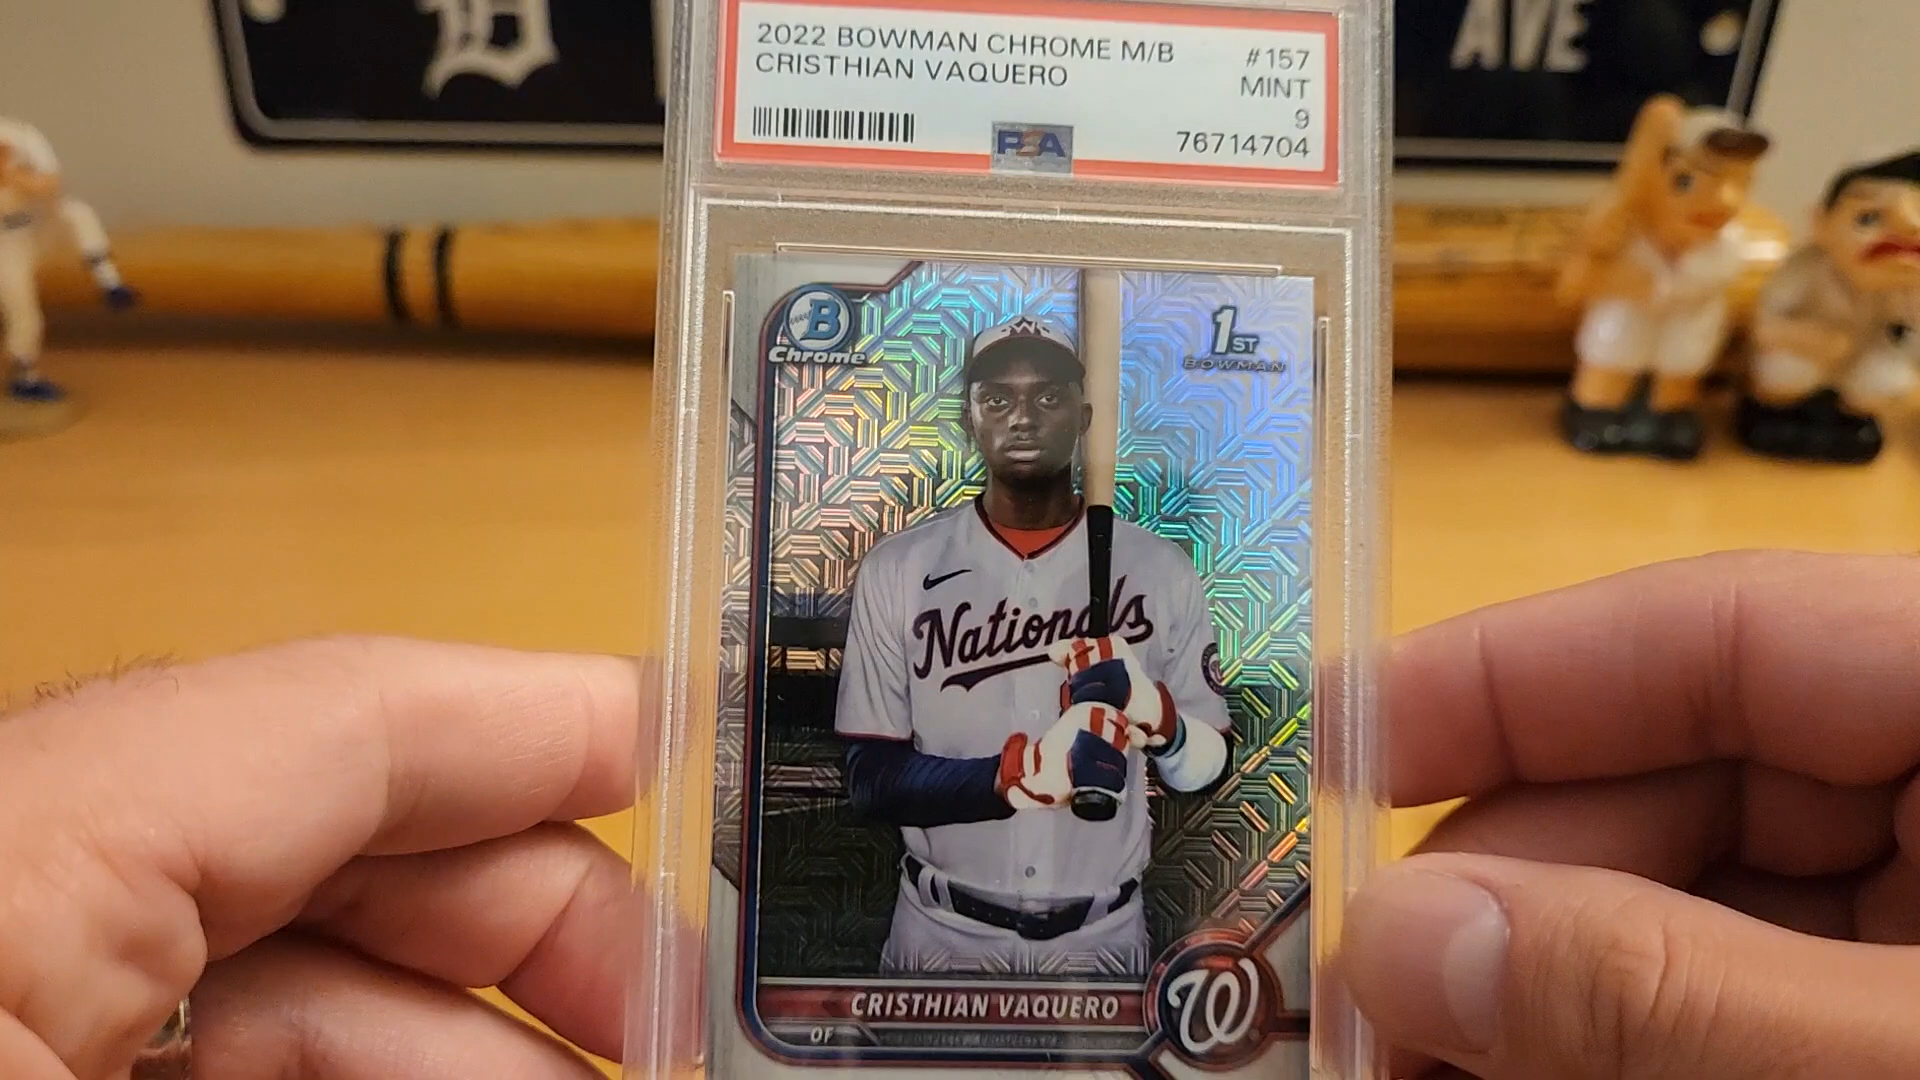 AVE
2022 BOWMAN CHROME M/B #157
CRISTHIAN VAQUERO MINT
9
PSA 76714704
B
Chrome
1ST
BOWMAN
W
Nationals
CRISTHIAN VAQUERO
OF
W